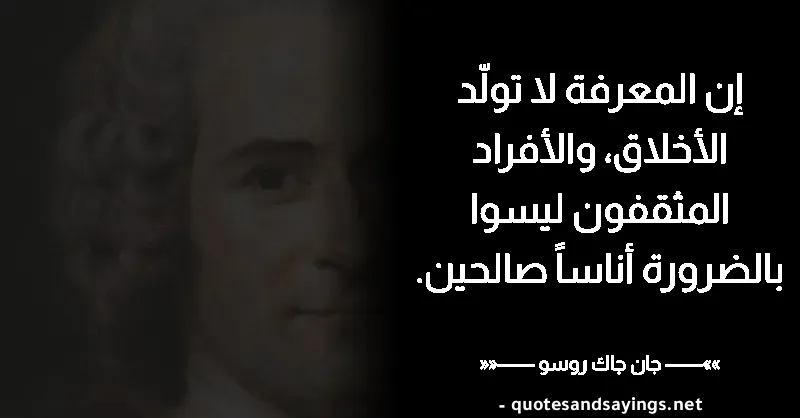 إن المعرفة لا تولّد
الأخلاق، والأفراد
المثقفون ليسوا
بالضرورة أناساً صالحين.
»»—— جان جاك روسو ——««
- quotesandsayings.net